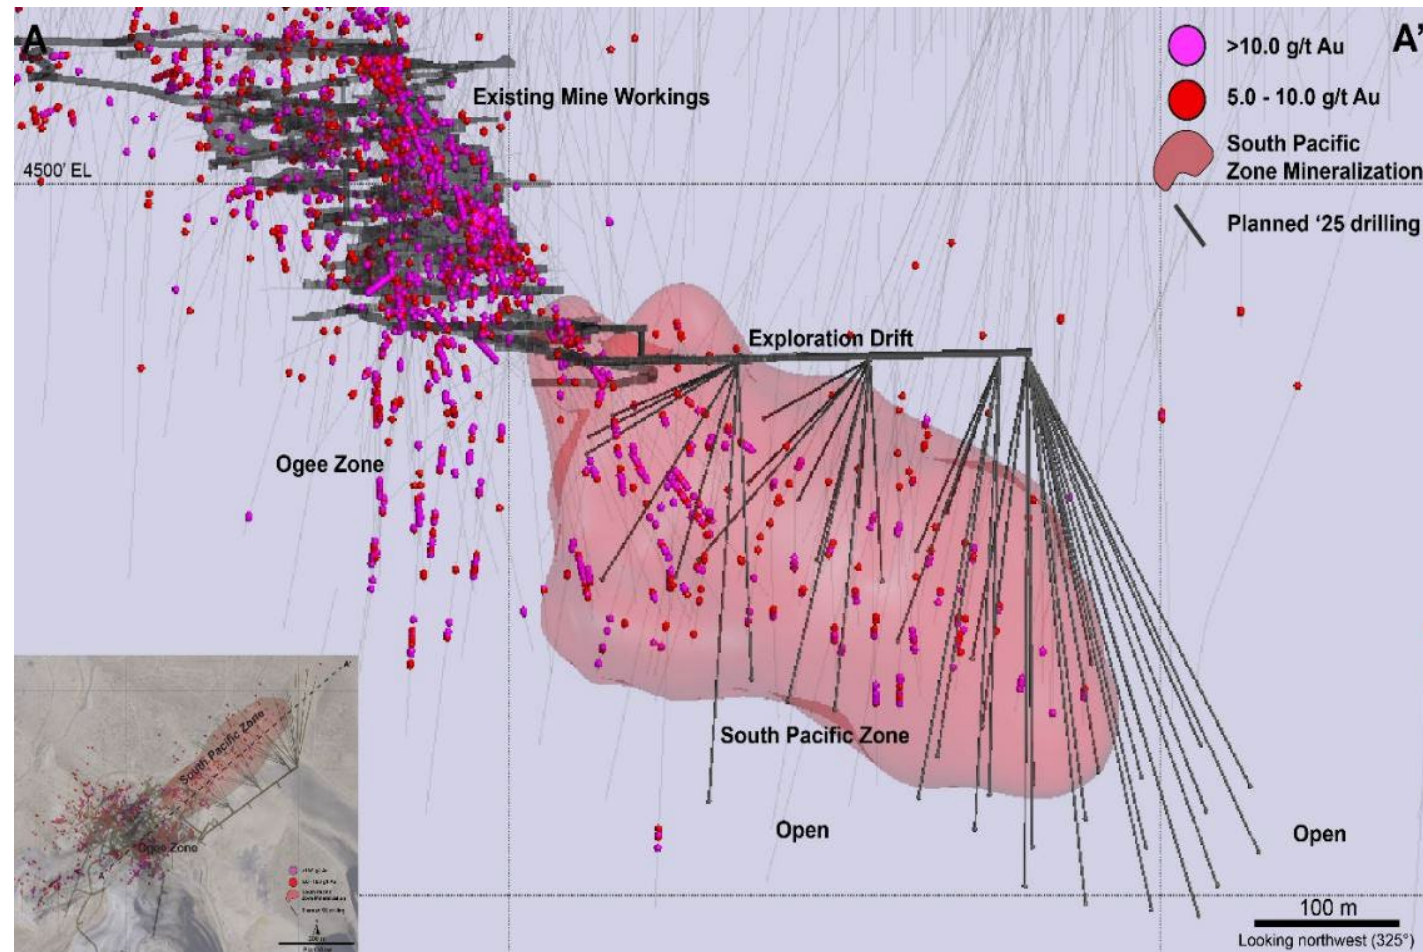 A
A'
>10.0 g/t Au
5.0 - 10.0 g/t Au
South Pacific
Zone Mineralization
Planned ‘25 drilling
Existing Mine Workings
4500' EL
Exploration Drift
Ogee Zone
South Pacific Zone
Open
Open
100 m
Looking northwest (325°)
A'
South Pacific Zone
Ogee Zone
A